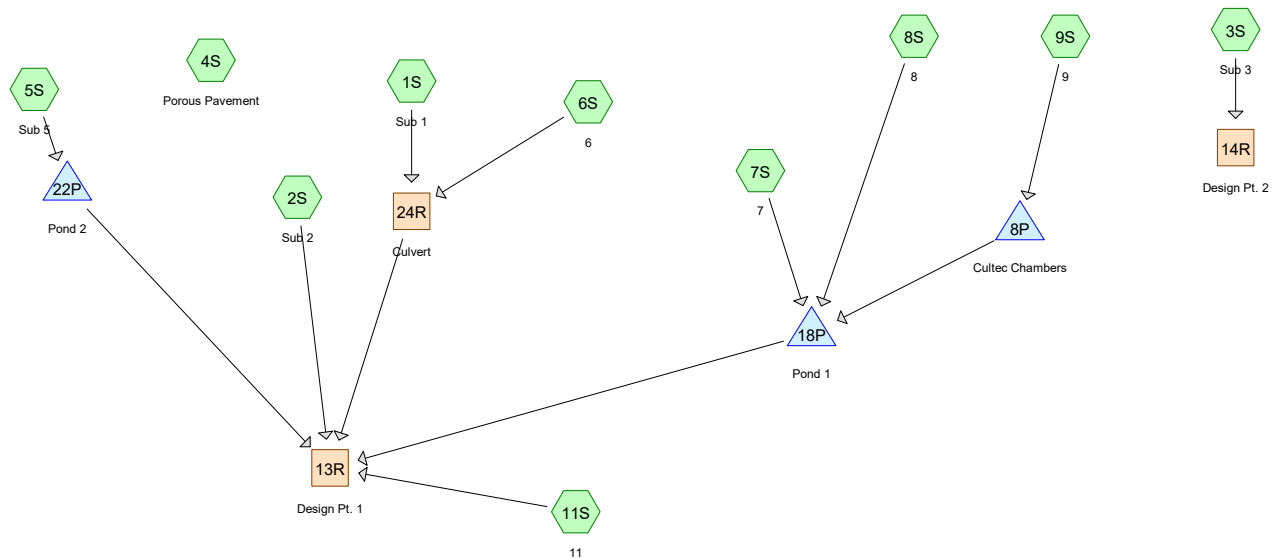 8S
8
9S
9
3S
Sub 3
4S
Porous Pavement
5S
Sub 5
1S
Sub 1
6S
6
14R
Design Pt. 2
7S
7
22P
Pond 2
2S
Sub 2
24R
Culvert
8P
Cultec Chambers
18P
Pond 1
13R
Design Pt. 1
11S
11